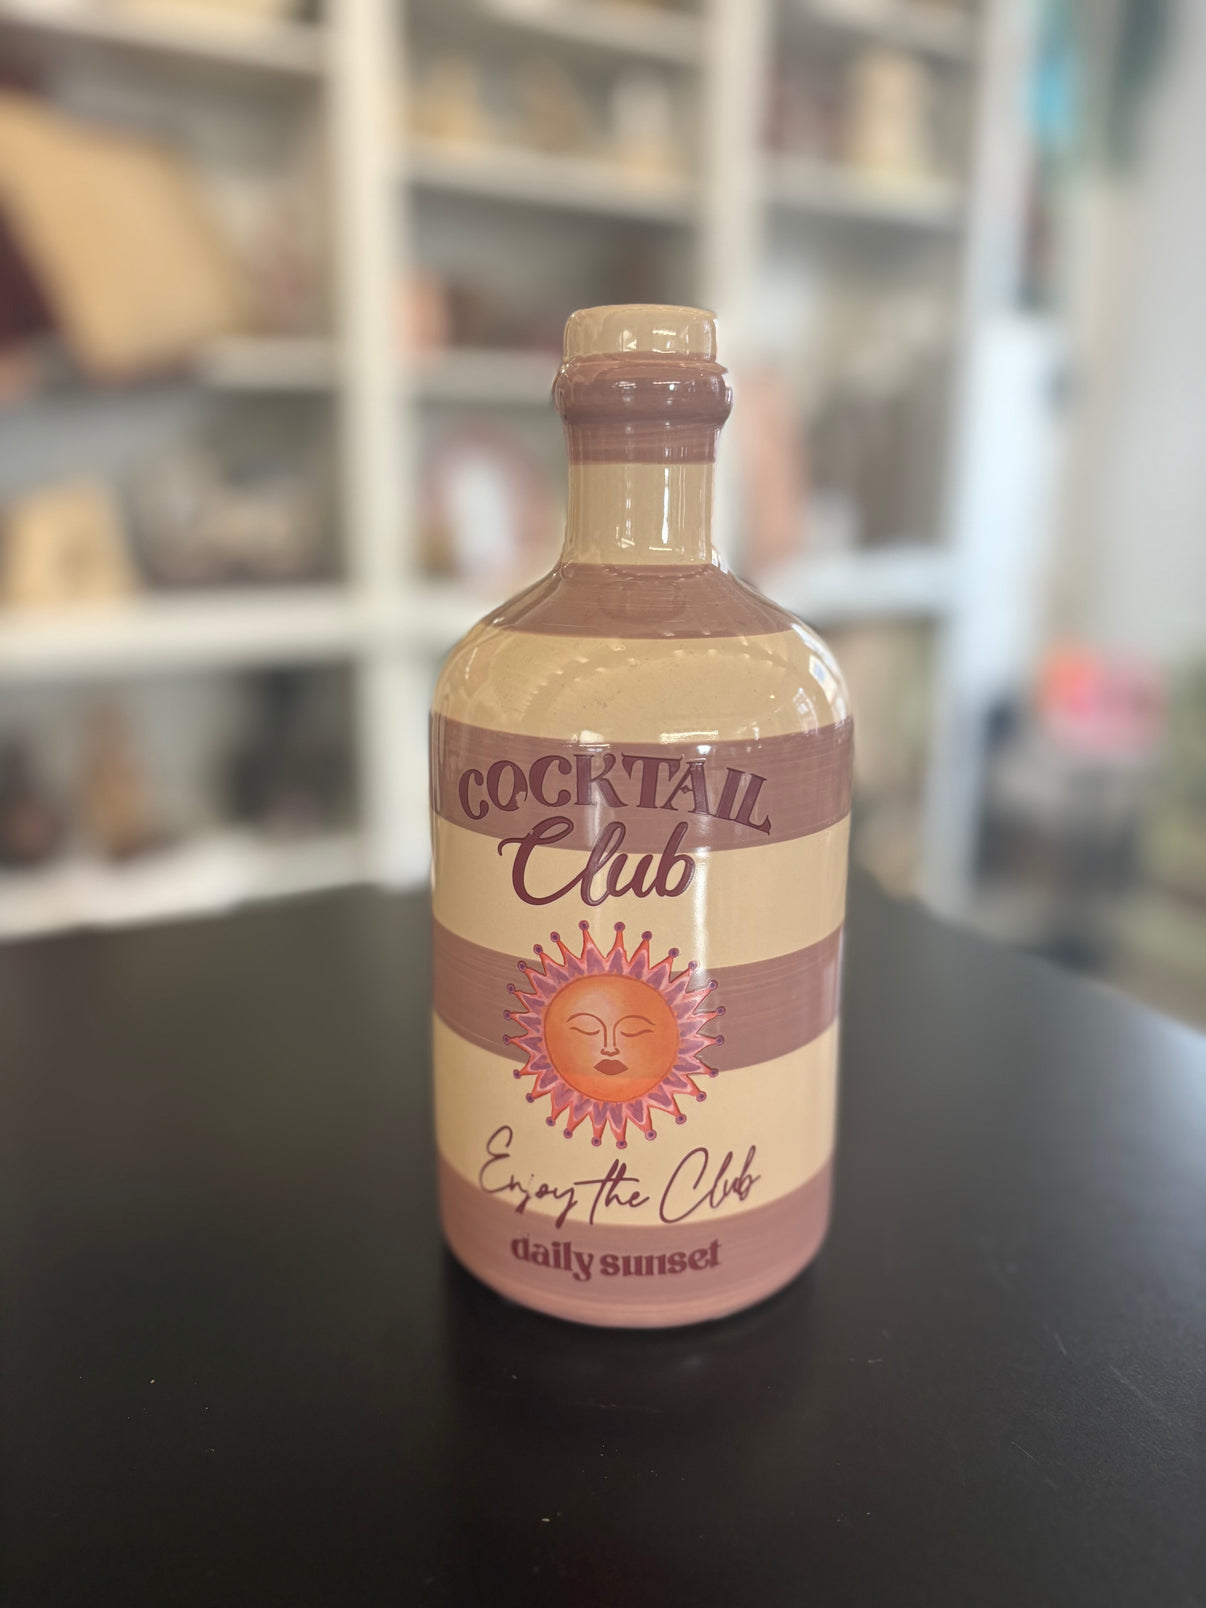 COCKTAIL
Club
Enjoy the Club
daily sunset